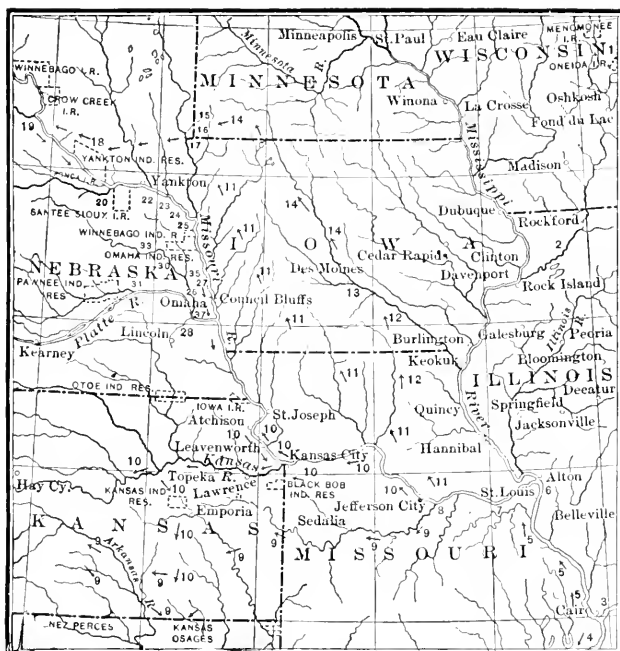 Minneapolis
St. Paul
Eau Claire
MENOMONEE
I.R.
ONEIDA I.R.
1
WISCONSIN
WINNEBAGO I.R.
Minnesota R.
MINNESOTA
CROW CREEK
I.R.
Winona
La Crosse
Oshkosh
Fond du Lac
19
18
15
14
16
17
YANKTON IND. RES.
Mississippi
Madison
PONCA I.R.
Yankton
11
20
22
23
24
25
SANTEE SIOUX I.R.
WINNEBAGO IND. R
33
OMAHA IND. RES.
30
Missouri
R.
14
14
Dubuque
Rockford
IOWA
11
Cedar Rapids
Clinton
2
NEBRASKA
35
11
Des Moines
Davenport
Rock Island
PAWNEE IND
RES
1
31
27
26
37
Omaha
Council Bluffs
13
Platte R
11
12
Lincoln
28
Burlington
Galesburg
Illinois
R.
Peoria
Kearney
Keokuk
Bloomington
ILLINOIS
OTOE IND RES.
11
12
Decatur
IOWA I.R.
Quincy
River
Springfield
Jacksonville
Atchison
St. Joseph
10
10
11
Hannibal
Leavenworth
Kansas
R.
Kansas City
10
10
10
10
Topeka
Hay Cy.
KANSAS IND
RES.
10
Lawrence
BLACK BOB
IND. RES
10
11
Alton
6
St. Louis
Emporia
Jefferson City
8
Sedalia
Belleville
KANSAS
MISSOURI
9
10
9
9
9
9
5
Arkansas
R
9
9
10
9
5
9
5
Cairo
3
NEZ PERCES
KANSAS
OSAGES
4